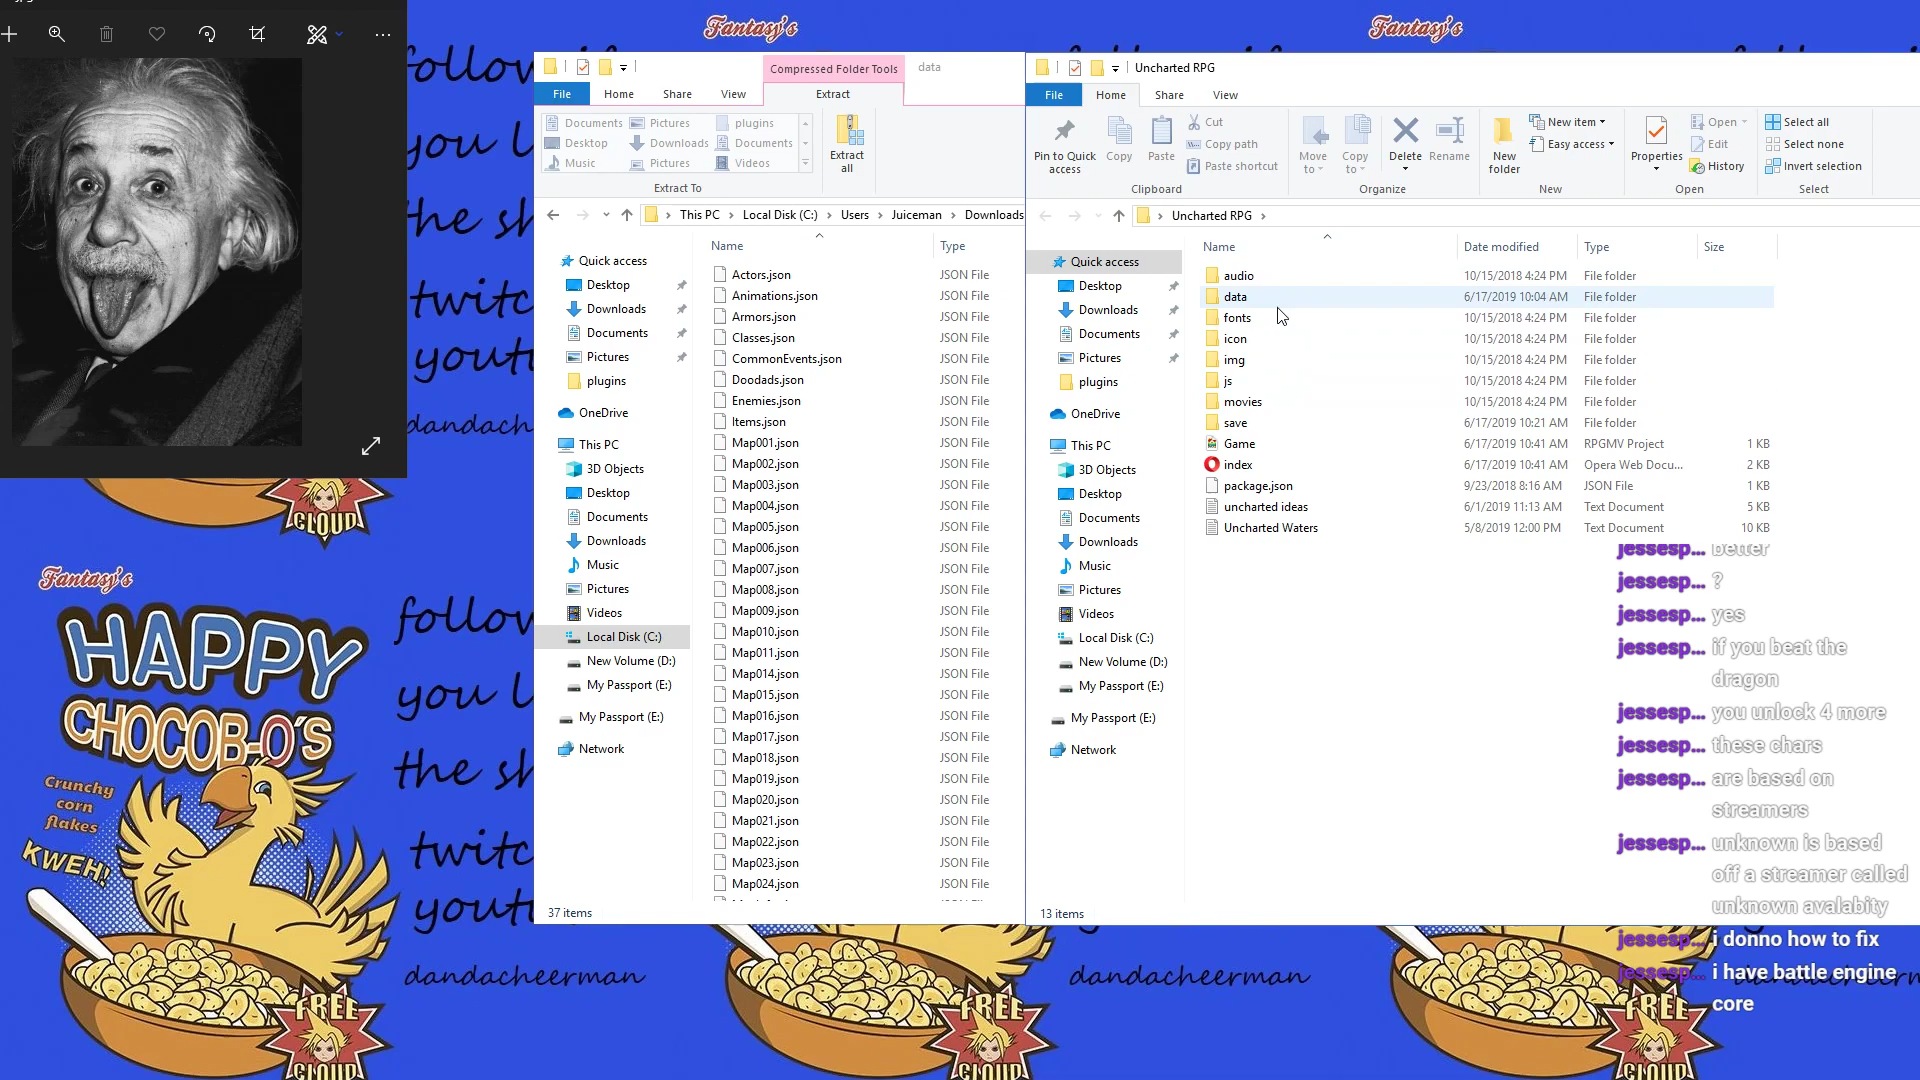 Fantasy's
Fantasy's
follow
you l
the sh
twitc
yout
dandach
Fantasy's
CLOUD
HAPPY
CHOCOB-O'S
Crunchy
corn
flakes
KWEH!
FREE
CLOUD
follow
you l
the sh
twitc
yout
dandacheerman
FREE
CLOUD
dandacheerman
FREE
CLOUD
Compressed Folder Tools
data
File
Home
Share
View
Extract
Documents
Pictures
plugins
Desktop
Downloads
Documents
Music
Pictures
Videos
Extract To
Extract
all
This PC
Local Disk (C:)
Users
Juiceman
Downloads
Quick access
Desktop
Downloads
Documents
Pictures
plugins
OneDrive
This PC
3D Objects
Desktop
Documents
Downloads
Music
Pictures
Videos
Local Disk (C:)
New Volume (D:)
My Passport (E:)
My Passport (E:)
Network
Name Type
Actors.json JSON File
Animations.json JSON File
Armors.json JSON File
Classes.json JSON File
CommonEvents.json JSON File
Doodads.json JSON File
Enemies.json JSON File
Items.json JSON File
Map001.json JSON File
Map002.json JSON File
Map003.json JSON File
Map004.json JSON File
Map005.json JSON File
Map006.json JSON File
Map007.json JSON File
Map008.json JSON File
Map009.json JSON File
Map010.json JSON File
Map011.json JSON File
Map014.json JSON File
Map015.json JSON File
Map016.json JSON File
Map017.json JSON File
Map018.json JSON File
Map019.json JSON File
Map020.json JSON File
Map021.json JSON File
Map022.json JSON File
Map023.json JSON File
Map024.json JSON File
37 items
Uncharted RPG
File
Home
Share
View
Pin to Quick
access
Copy
Paste
Cut
Copy path
Paste shortcut
Clipboard
Move
to
Copy
to
Delete
Rename
Organize
New
folder
New item
Easy access
New
Properties
Open
Edit
History
Open
Select all
Select none
Invert selection
Select
Uncharted RPG
Quick access
Desktop
Downloads
Documents
Pictures
plugins
OneDrive
This PC
3D Objects
Desktop
Documents
Downloads
Music
Pictures
Videos
Local Disk (C:)
New Volume (D:)
My Passport (E:)
My Passport (E:)
Network
Name Date modified Type Size
audio 10/15/2018 4:24 PM File folder
data 6/17/2019 10:04 AM File folder
fonts 10/15/2018 4:24 PM File folder
icon 10/15/2018 4:24 PM File folder
img 10/15/2018 4:24 PM File folder
js 10/15/2018 4:24 PM File folder
movies 10/15/2018 4:24 PM File folder
save 6/17/2019 10:21 AM File folder
Game 6/17/2019 10:41 AM RPGMV Project 1 KB
index 6/17/2019 10:41 AM Opera Web Docu... 2 KB
package.json 9/23/2018 8:16 AM JSON File 1 KB
uncharted ideas 6/1/2019 11:13 AM Text Document 5 KB
Uncharted Waters 5/8/2019 12:00 PM Text Document 10 KB
13 items
jessesp... better
jessesp... ?
jessesp... yes
jessesp... if you beat the
dragon
jessesp... you unlock 4 more
jessesp... these chars
jessesp... are based on
streamers
jessesp... unknown is based
off a streamer called
unknown avalabity
jessesp... i donno how to fix
jessesp... i have battle engine
core